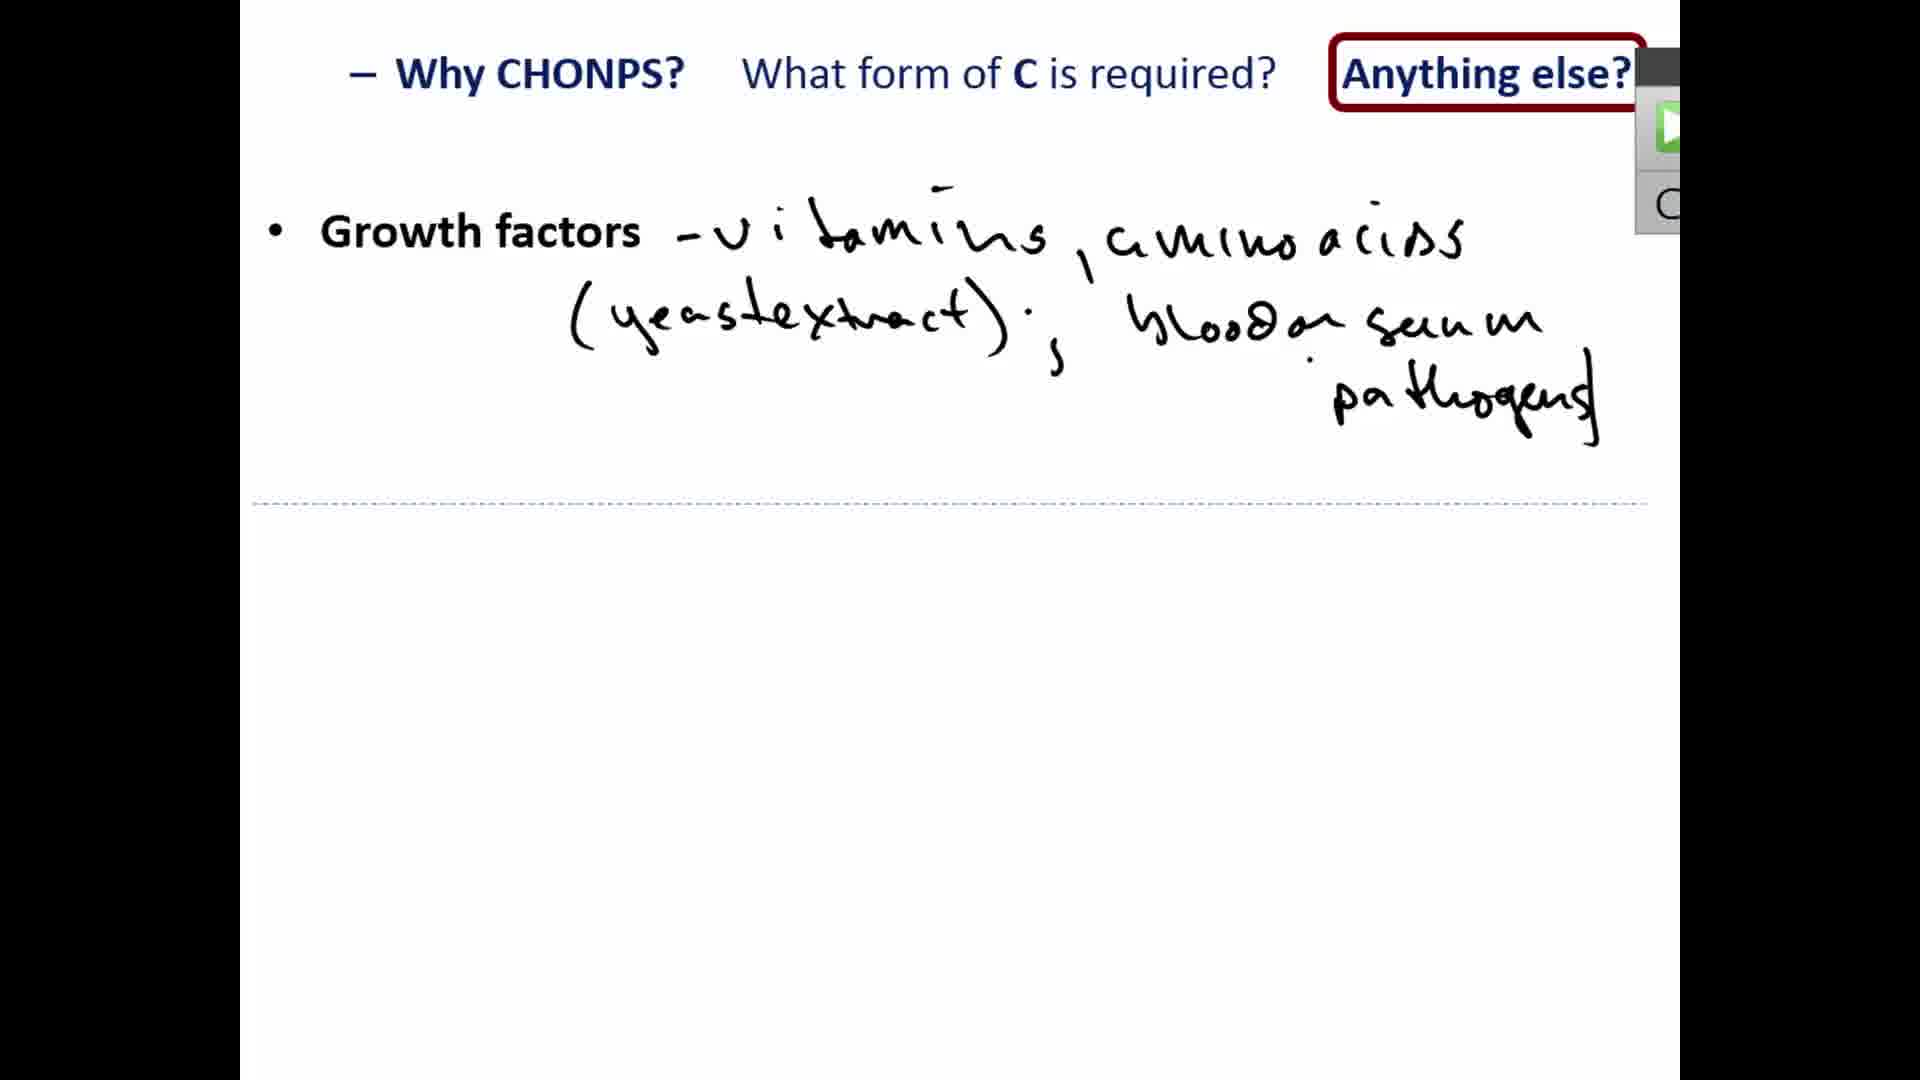 – Why CHONPS? What form of C is required? Anything else?
• Growth factors - vitamins, amino acids
(yeast extract); blood or serum
pathogens